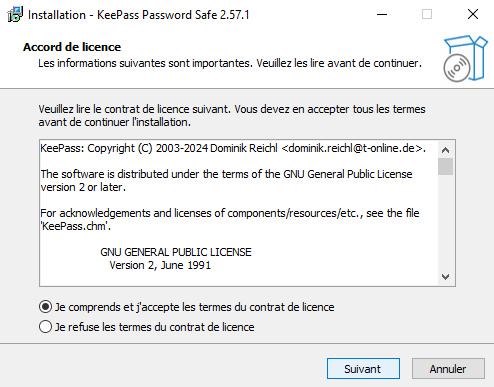 Installation - KeePass Password Safe 2.57.1
Accord de licence
Les informations suivantes sont importantes. Veuillez les lire avant de continuer.
Veuillez lire le contrat de licence suivant. Vous devez en accepter tous les termes
avant de continuer l'installation.
KeePass: Copyright (C) 2003-2024 Dominik Reichl <dominik.reichl@t-online.de>.
The software is distributed under the terms of the GNU General Public License
version 2 or later.
For acknowledgements and licenses of components/resources/etc., see the file
'KeePass.chm'.
GNU GENERAL PUBLIC LICENSE
Version 2, June 1991
Je comprends et j'accepte les termes du contrat de licence
Je refuse les termes du contrat de licence
Suivant
Annuler